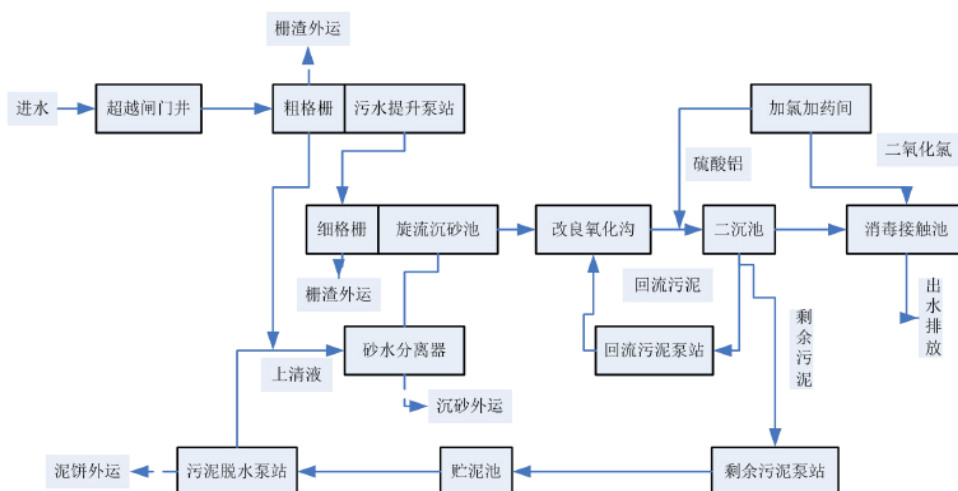 栅渣外运
进水
超越闸门井
粗格栅
污水提升泵站
加氯加药间
硫酸铝
二氧化氯
细格栅
旋流沉砂池
改良氧化沟
二沉池
消毒接触池
栅渣外运
回流污泥
剩余污泥
出水排放
砂水分离器
回流污泥泵站
上清液
沉砂外运
泥饼外运
污泥脱水泵站
贮泥池
剩余污泥泵站